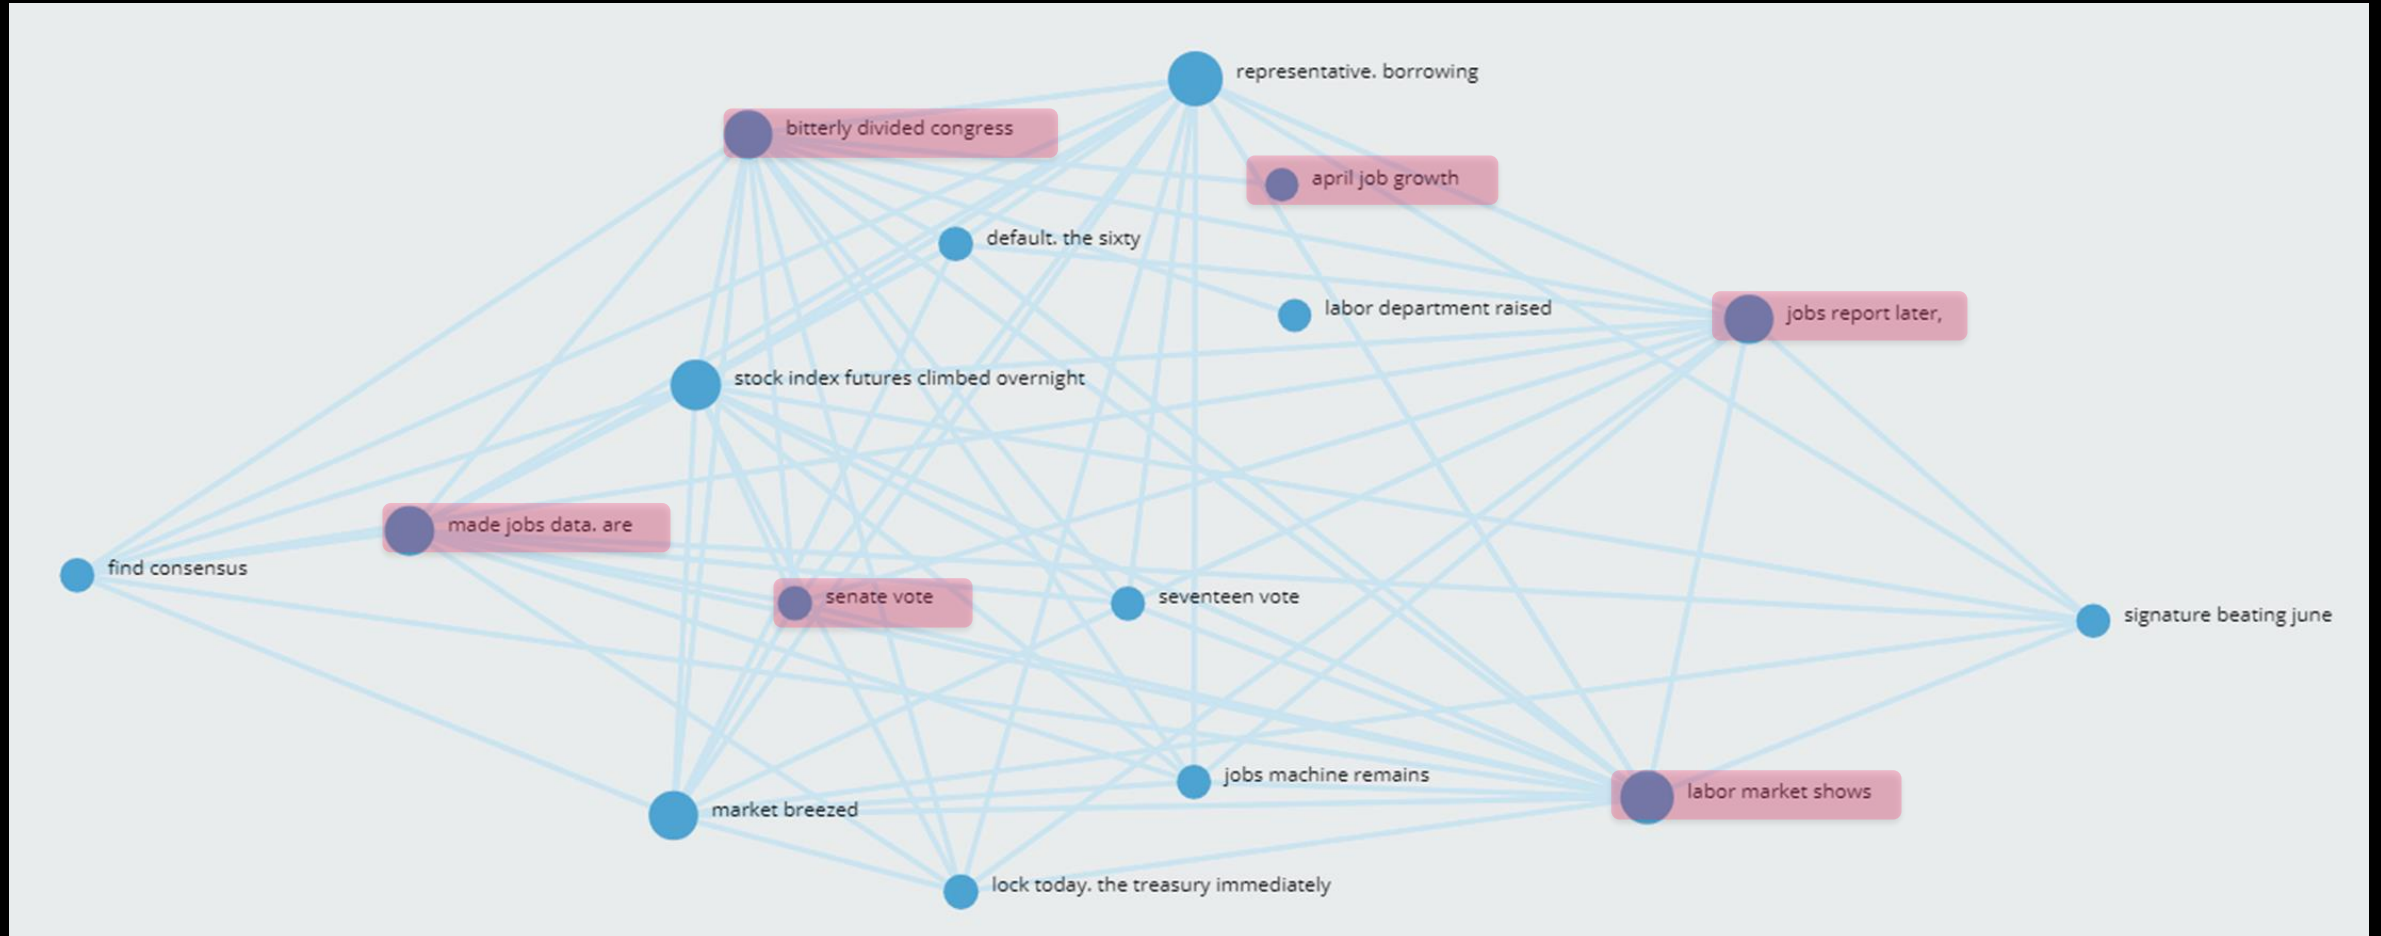 representative. borrowing
bitterly divided congress
april job growth
default. the sixty
labor department raised
jobs report later,
stock index futures climbed overnight
made jobs data. are
find consensus
senate vote
seventeen vote
signature beating june
jobs machine remains
labor market shows
market breezed
lock today. the treasury immediately